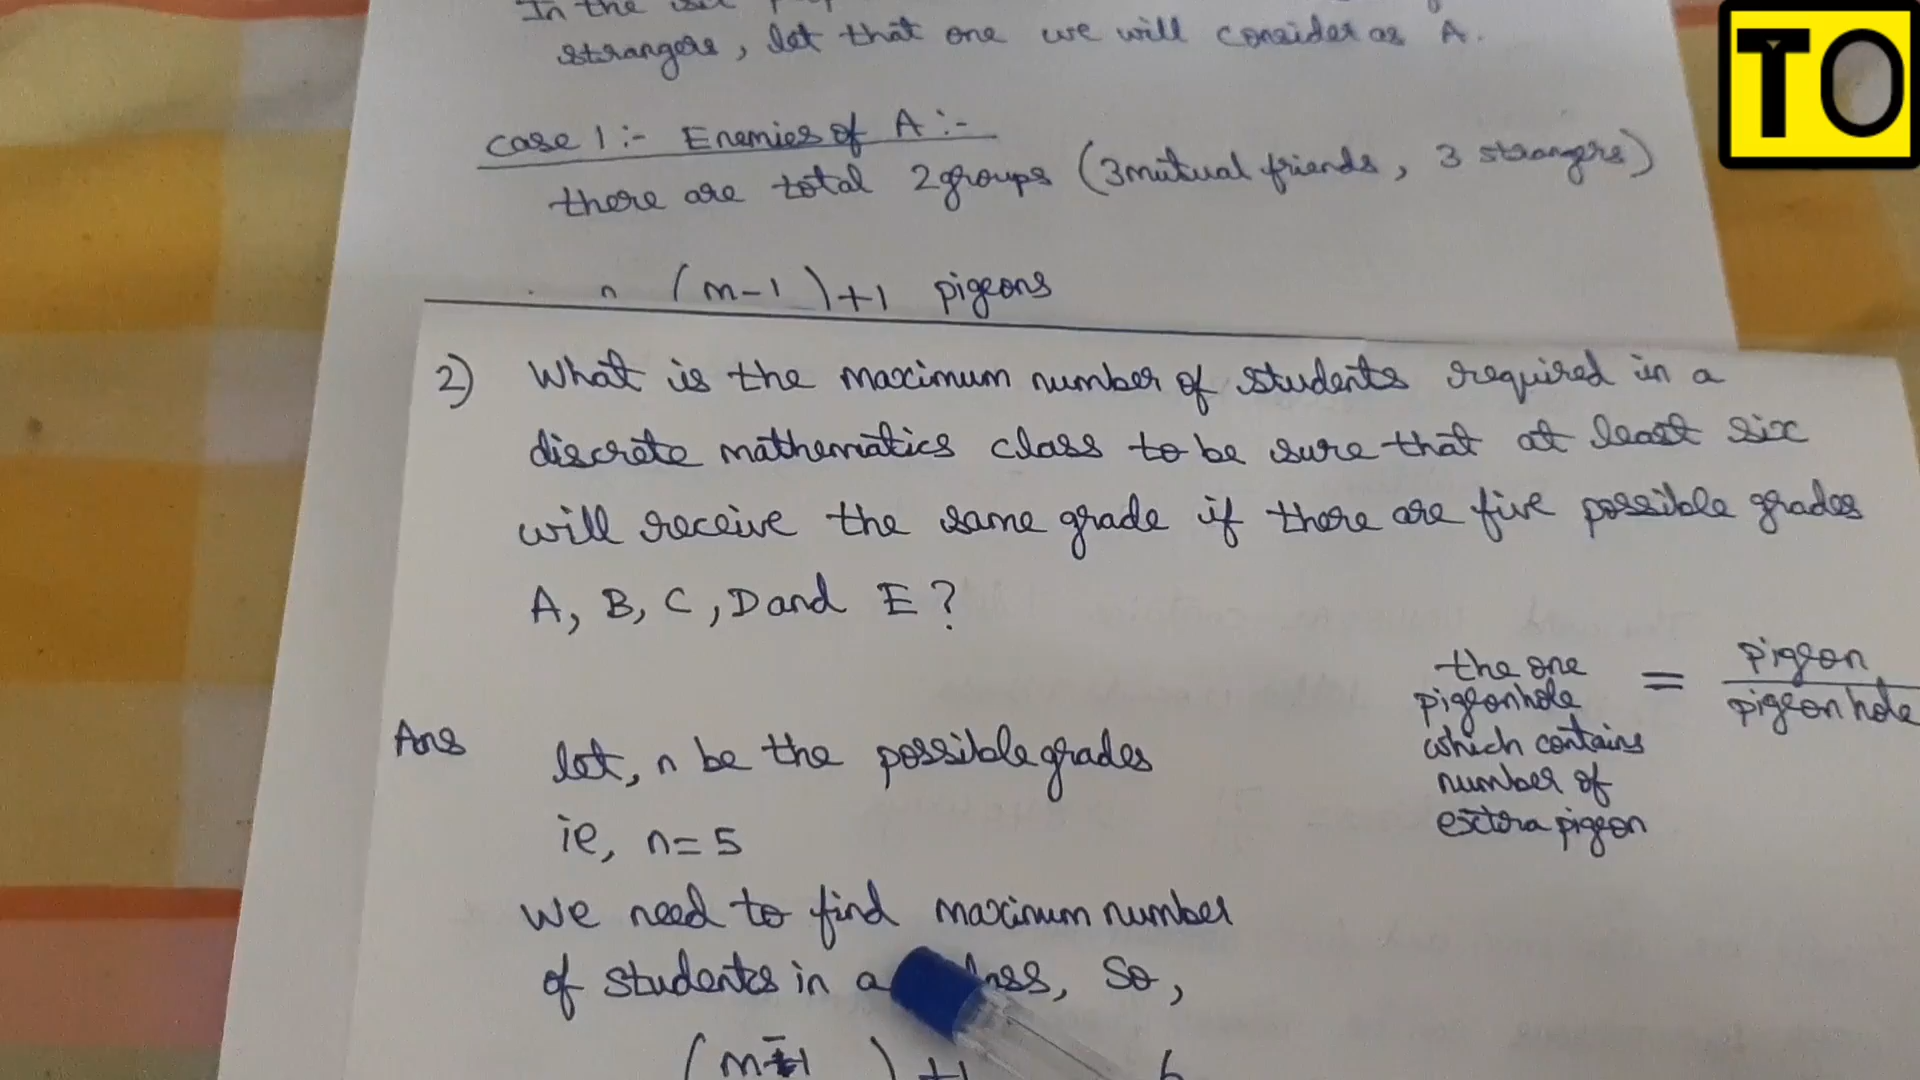 In the
strangers, let that one we will consider as A.
TO
case 1 :- Enemies of A :-
there are total 2 groups (3 mutual friends, 3 strangers)
n (m-1)+1 pigeons
2) What is the maximum number of students required in a
discrete mathematics class to be sure that at least six
will receive the same grade if there are five possible grades
A, B, C, D and E?
the one pigeonhole which contains number of extra pigeon = pigeon / pigeon hole
Ans let, n be the possible grades
ie, n=5
we need to find maximum number
of students in a class, So,